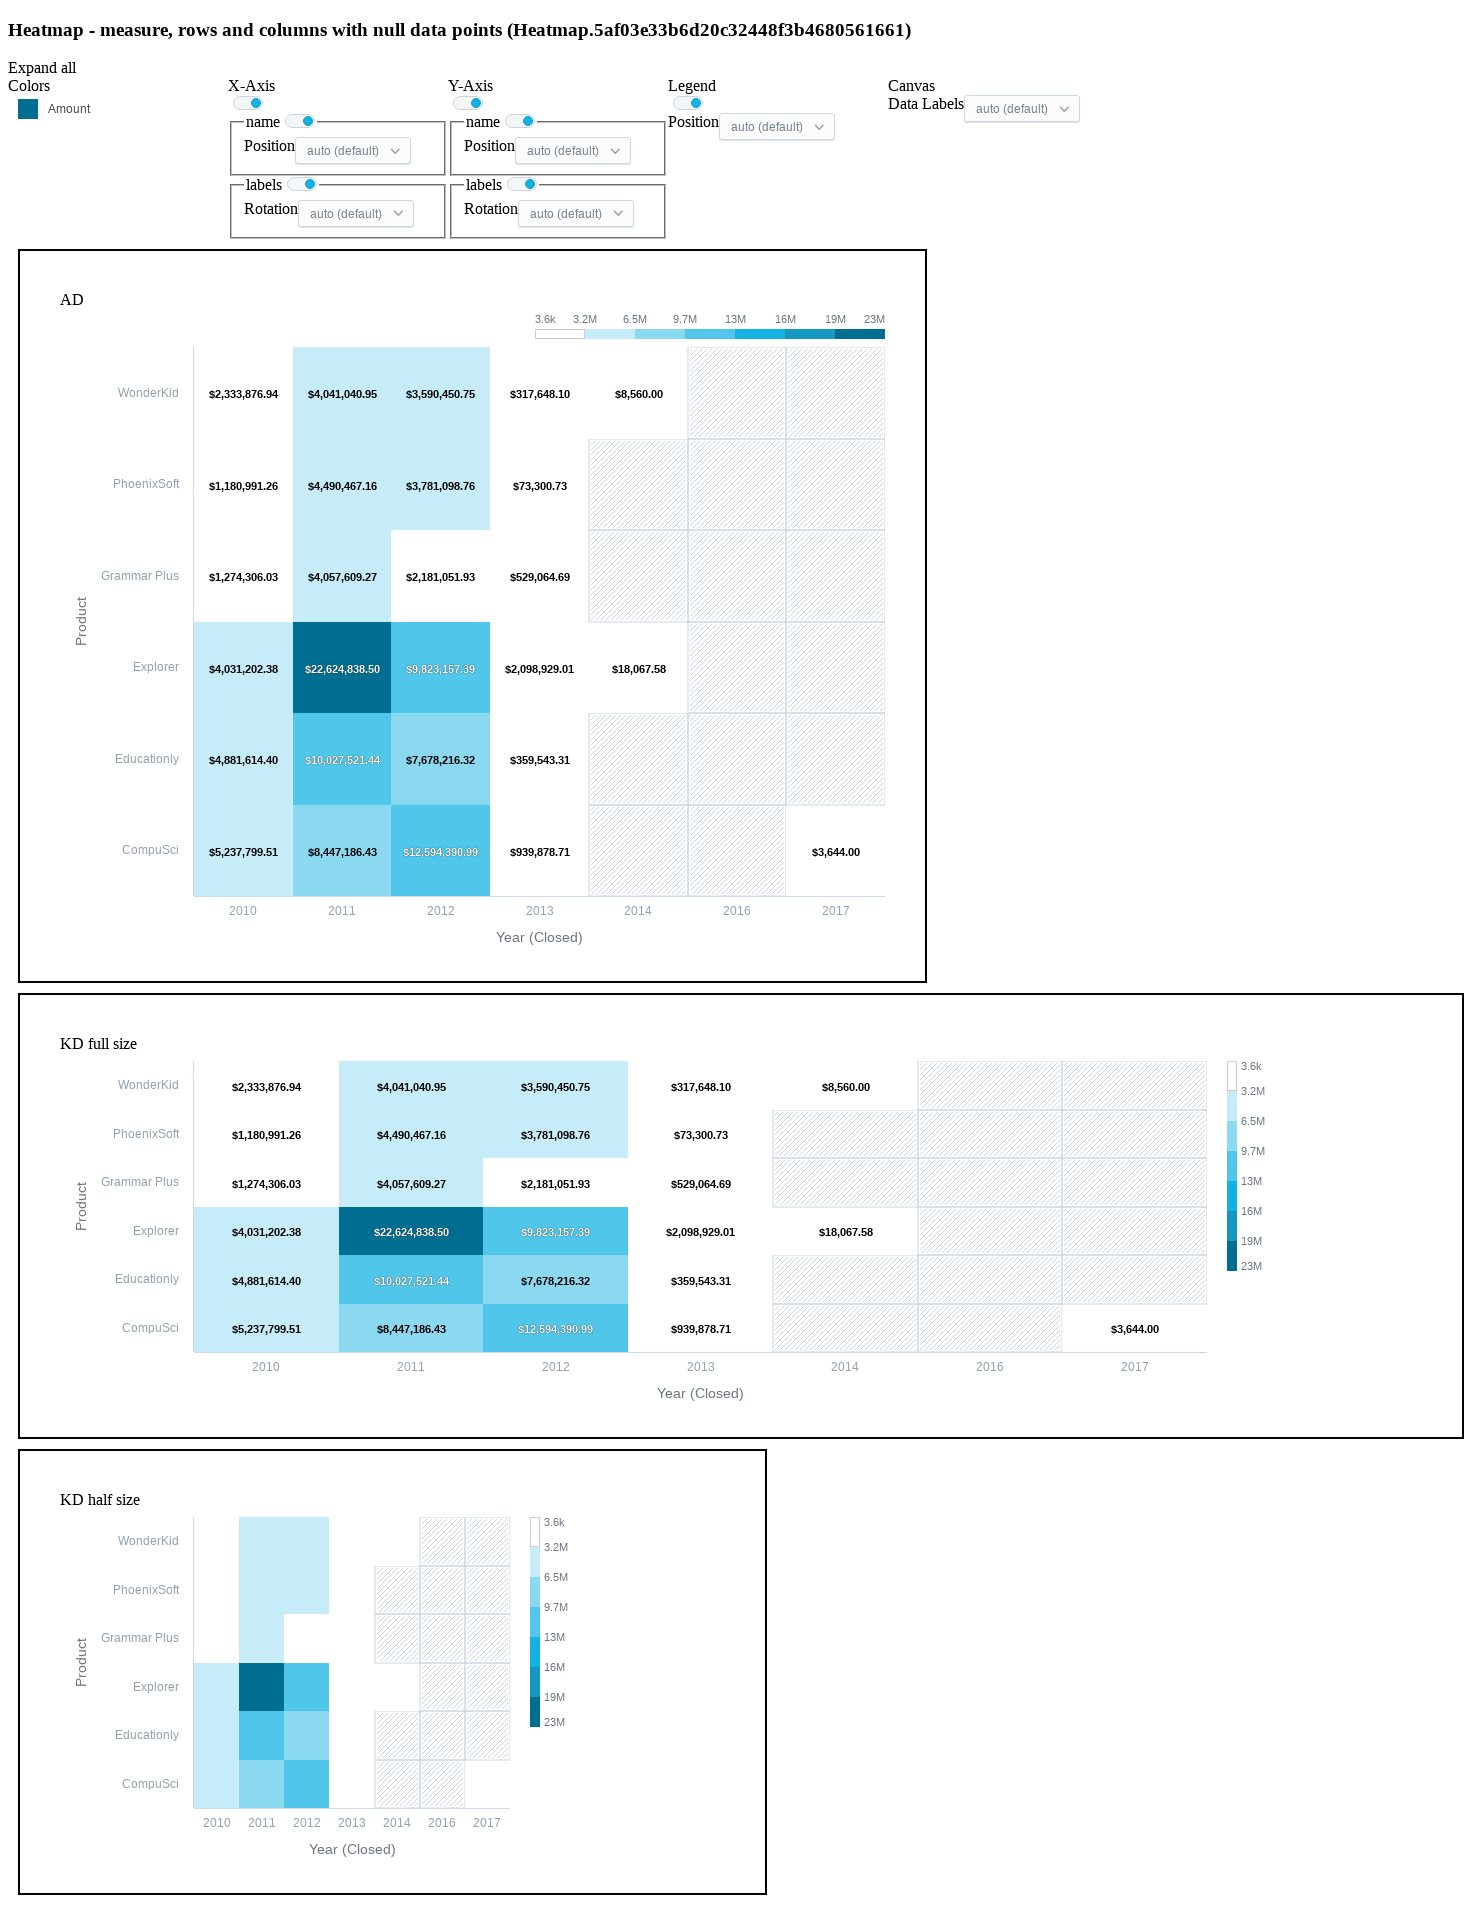 Heatmap - measure, rows and columns with null data points (Heatmap.5af03e33b6d20c32448f3b4680561661)
Expand all
Colors
Amount
X-Axis
name
Position auto (default)
labels
Rotation auto (default)
Y-Axis
name
Position auto (default)
labels
Rotation auto (default)
Legend
Position auto (default)
Canvas
Data Labels auto (default)
AD
3.6k 3.2M 6.5M 9.7M 13M 16M 19M 23M
WonderKid $2,333,876.94 $4,041,040.95 $3,590,450.75 $317,648.10 $8,560.00
PhoenixSoft $1,180,991.26 $4,490,467.16 $3,781,098.76 $73,300.73
Grammar Plus $1,274,306.03 $4,057,609.27 $2,181,051.93 $529,064.69
Product
Explorer $4,031,202.38 $22,624,838.50 $9,823,157.39 $2,098,929.01 $18,067.58
Educationly $4,881,614.40 $10,027,521.44 $7,678,216.32 $359,543.31
CompuSci $5,237,799.51 $8,447,186.43 $12,594,390.99 $939,878.71 $3,644.00
2010 2011 2012 2013 2014 2016 2017
Year (Closed)
KD full size
WonderKid $2,333,876.94 $4,041,040.95 $3,590,450.75 $317,648.10 $8,560.00
PhoenixSoft $1,180,991.26 $4,490,467.16 $3,781,098.76 $73,300.73
Grammar Plus $1,274,306.03 $4,057,609.27 $2,181,051.93 $529,064.69
Product
Explorer $4,031,202.38 $22,624,838.50 $9,823,157.39 $2,098,929.01 $18,067.58
Educationly $4,881,614.40 $10,027,521.44 $7,678,216.32 $359,543.31
CompuSci $5,237,799.51 $8,447,186.43 $12,594,390.99 $939,878.71 $3,644.00
2010 2011 2012 2013 2014 2016 2017
Year (Closed)
3.6k
3.2M
6.5M
9.7M
13M
16M
19M
23M
KD half size
WonderKid
PhoenixSoft
Grammar Plus
Product
Explorer
Educationly
CompuSci
2010 2011 2012 2013 2014 2016 2017
Year (Closed)
3.6k
3.2M
6.5M
9.7M
13M
16M
19M
23M